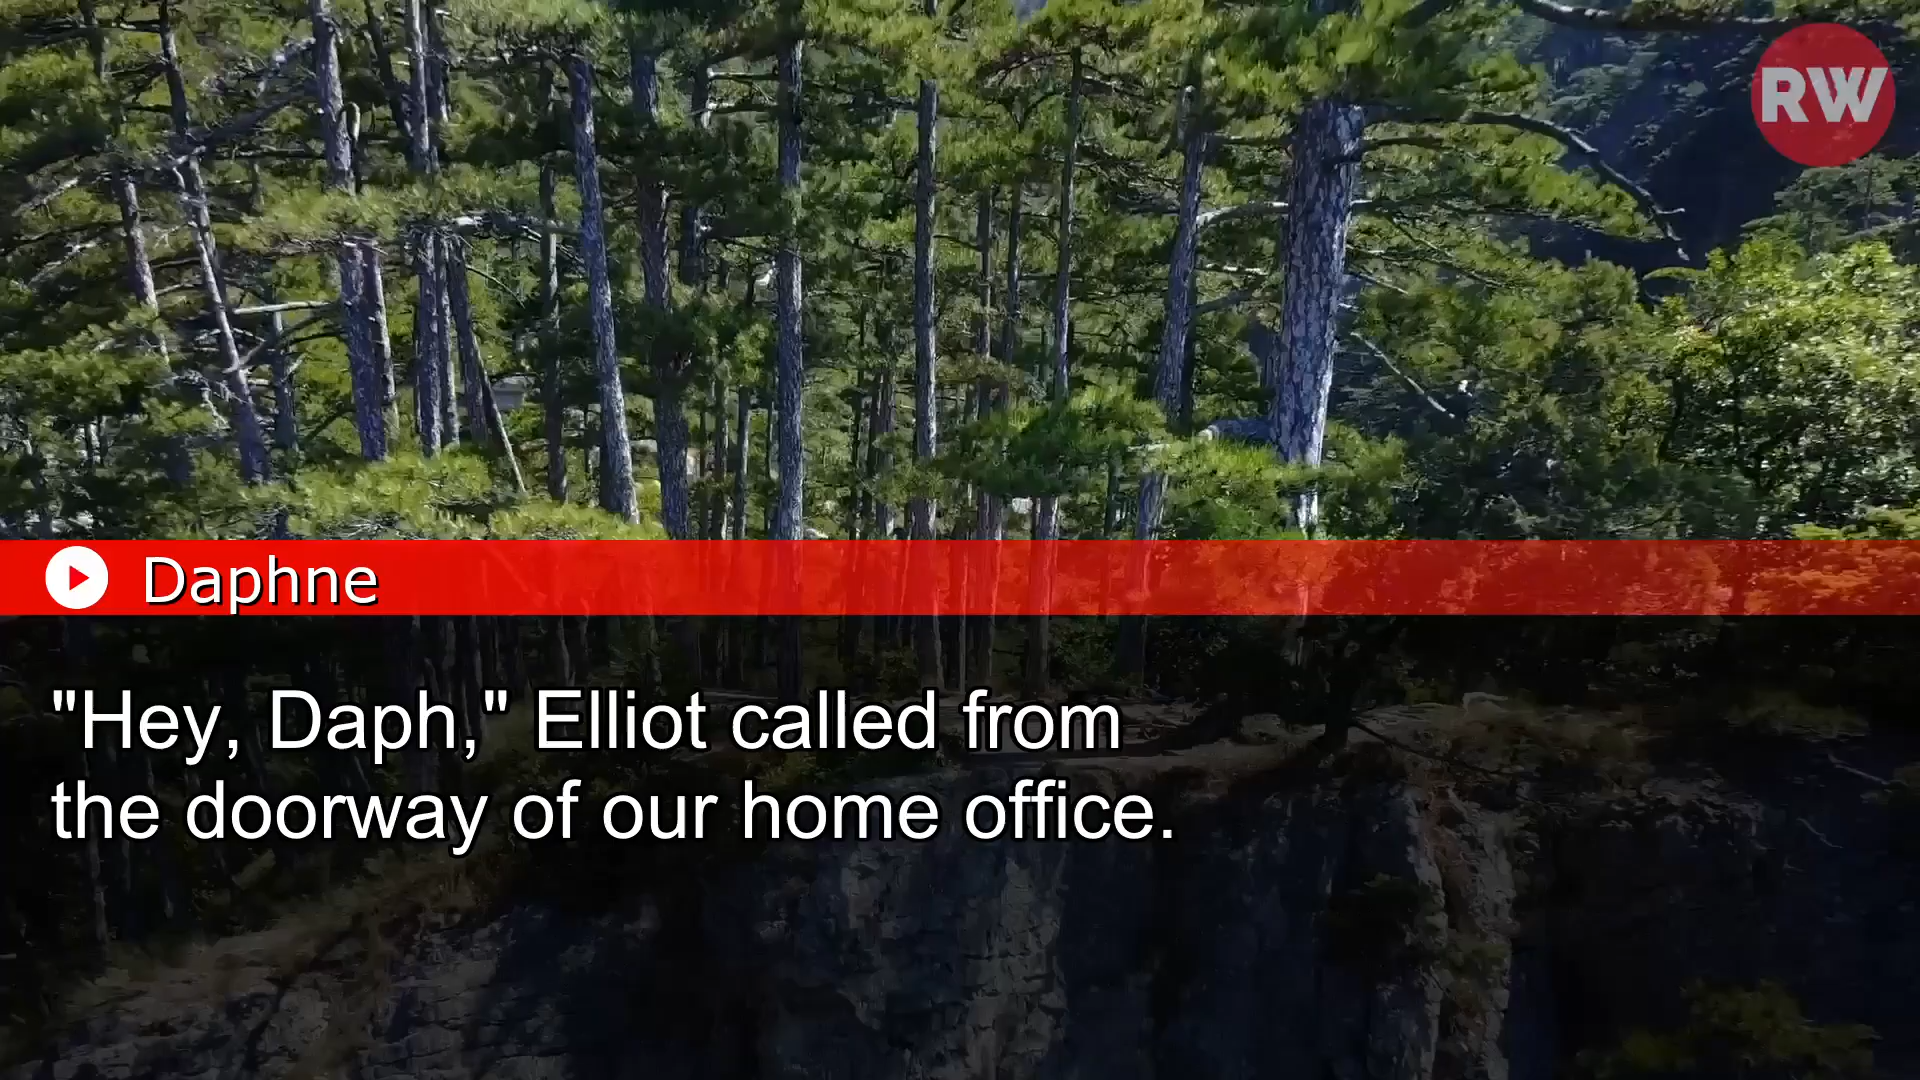 RW
Daphne
"Hey, Daph," Elliot called from
the doorway of our home office.